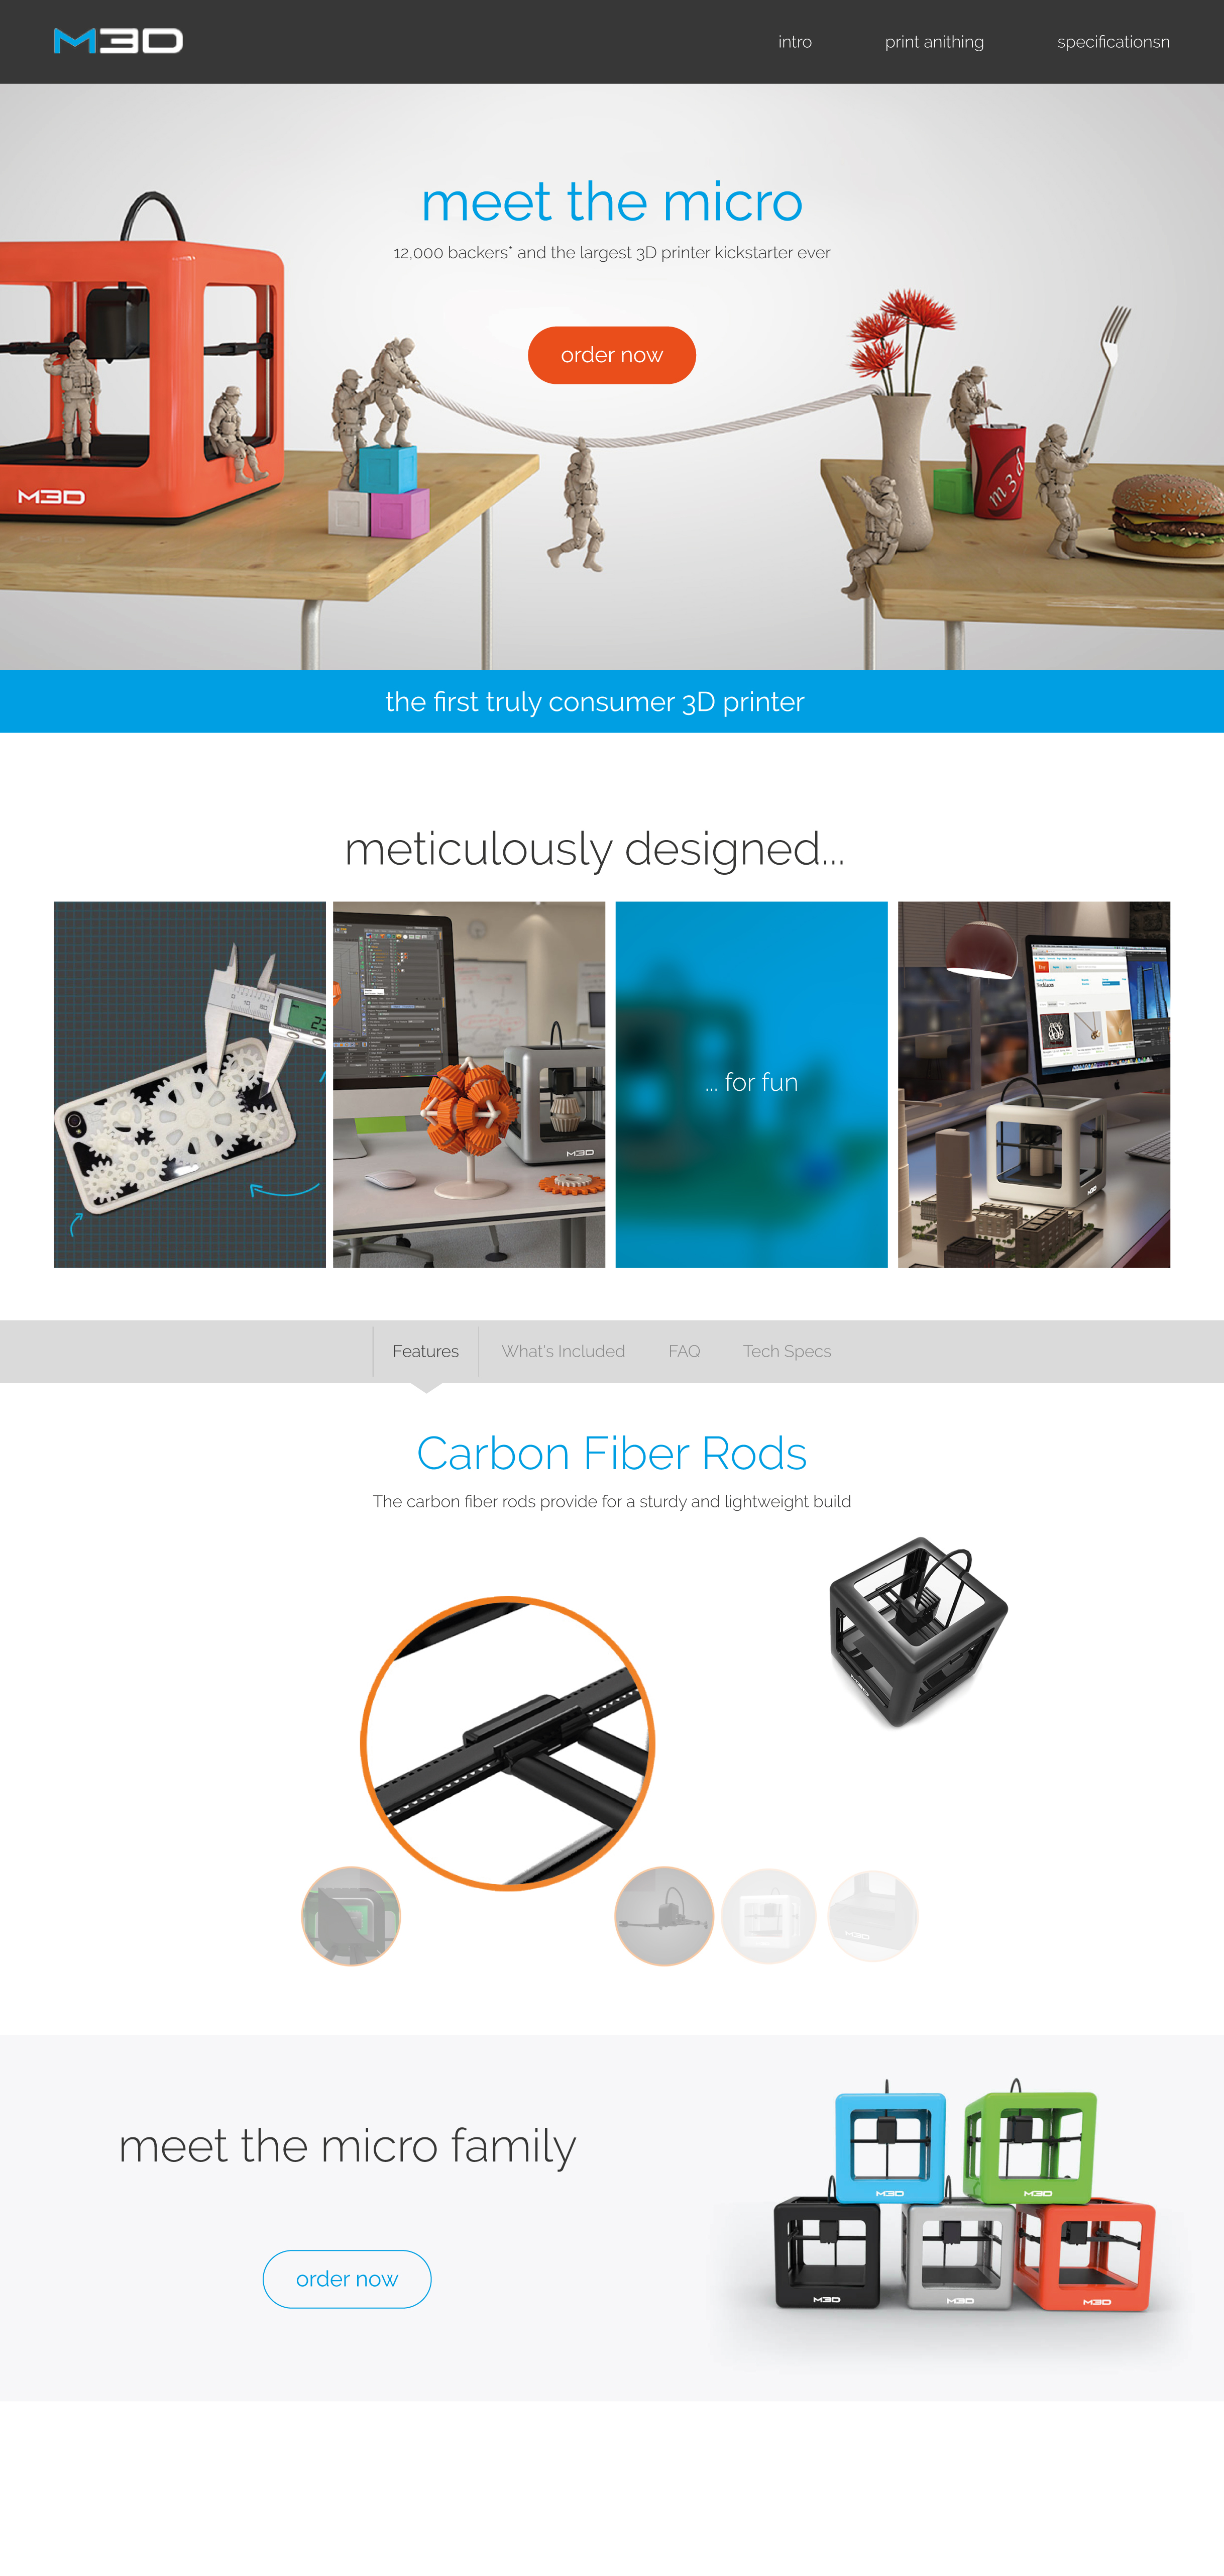 M3D
intro
print anithing
specificationsn
meet the micro
12,000 backers* and the largest 3D printer kickstarter ever
order now
M3D
m3d
the first truly consumer 3D printer
meticulously designed...
M3D
... for fun
Features
What's Included
FAQ
Tech Specs
Carbon Fiber Rods
The carbon fiber rods provide for a sturdy and lightweight build
M3D
meet the micro family
order now
M3D
M3D
M3D
M3D
M3D